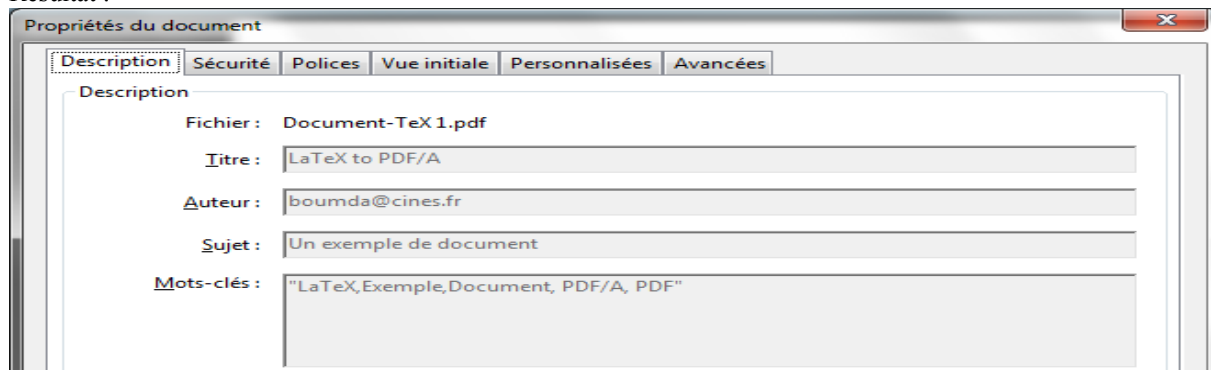 Propriétés du document
Description Sécurité Polices Vue initiale Personnalisées Avancées
Description
Fichier : Document-TeX 1.pdf
Titre : LaTeX to PDF/A
Auteur : boumda@cines.fr
Sujet : Un exemple de document
Mots-clés : "LaTeX,Exemple,Document, PDF/A, PDF"